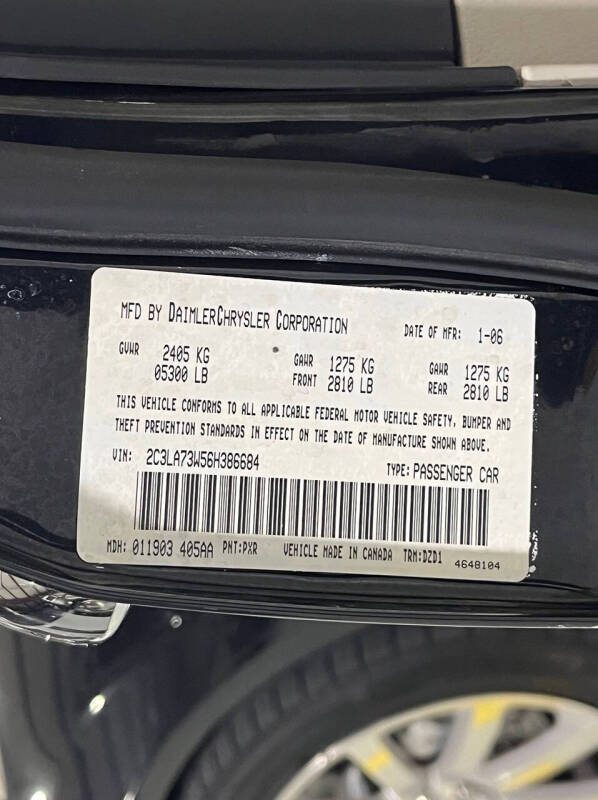 MFD BY DAIMLERCHRYSLER CORPORATION DATE OF MFR: 1-06
GVWR 2405 KG GAWR 1275 KG GAWR 1275 KG
05300 LB FRONT 2810 LB REAR 2810 LB
THIS VEHICLE CONFORMS TO ALL APPLICABLE FEDERAL MOTOR VEHICLE SAFETY, BUMPER AND
THEFT PREVENTION STANDARDS IN EFFECT ON THE DATE OF MANUFACTURE SHOWN ABOVE.
VIN: 2C3LA73W56H386684 TYPE: PASSENGER CAR
MDH: 011903 405AA PNT:PXR VEHICLE MADE IN CANADA TRM:DZD1 4648104